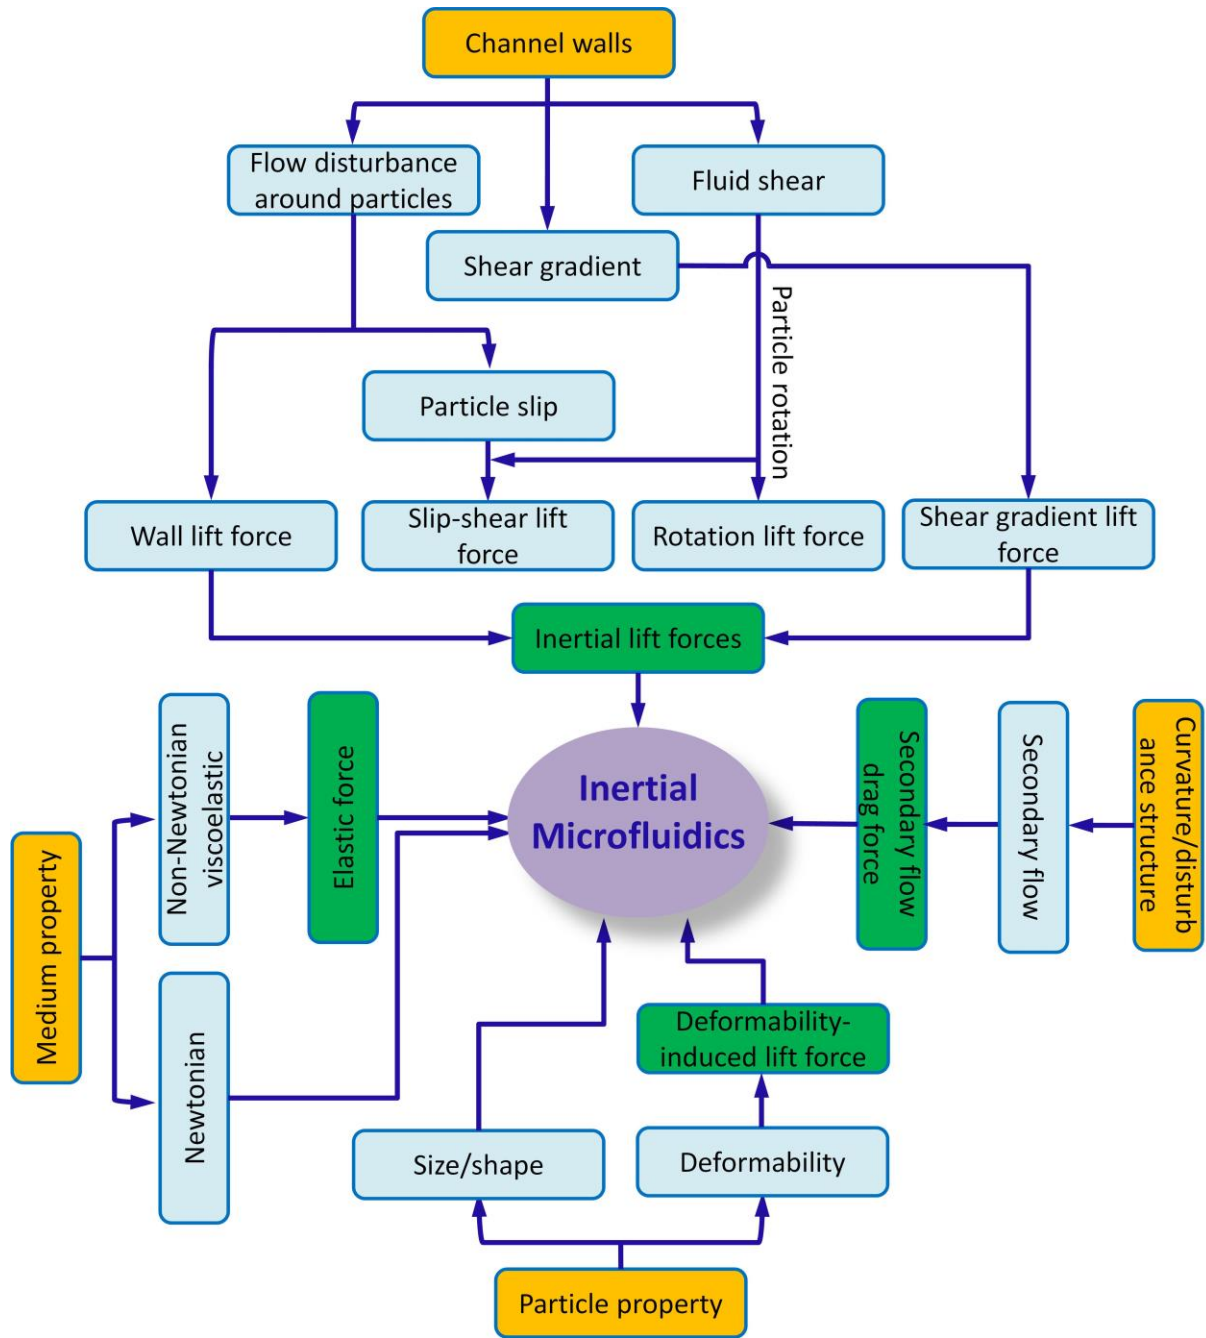 Channel walls
Flow disturbance
around particles
Fluid shear
Shear gradient
Particle rotation
Particle slip
Wall lift force
Slip-shear lift
force
Rotation lift force
Shear gradient lift
force
Inertial lift forces
Medium property
Non-Newtonian
viscoelastic
Elastic force
Newtonian
Inertial
Microfluidics
Secondary flow
drag force
Secondary flow
Curvature/disturb
ance structure
Deformability-
induced lift force
Size/shape
Deformability
Particle property